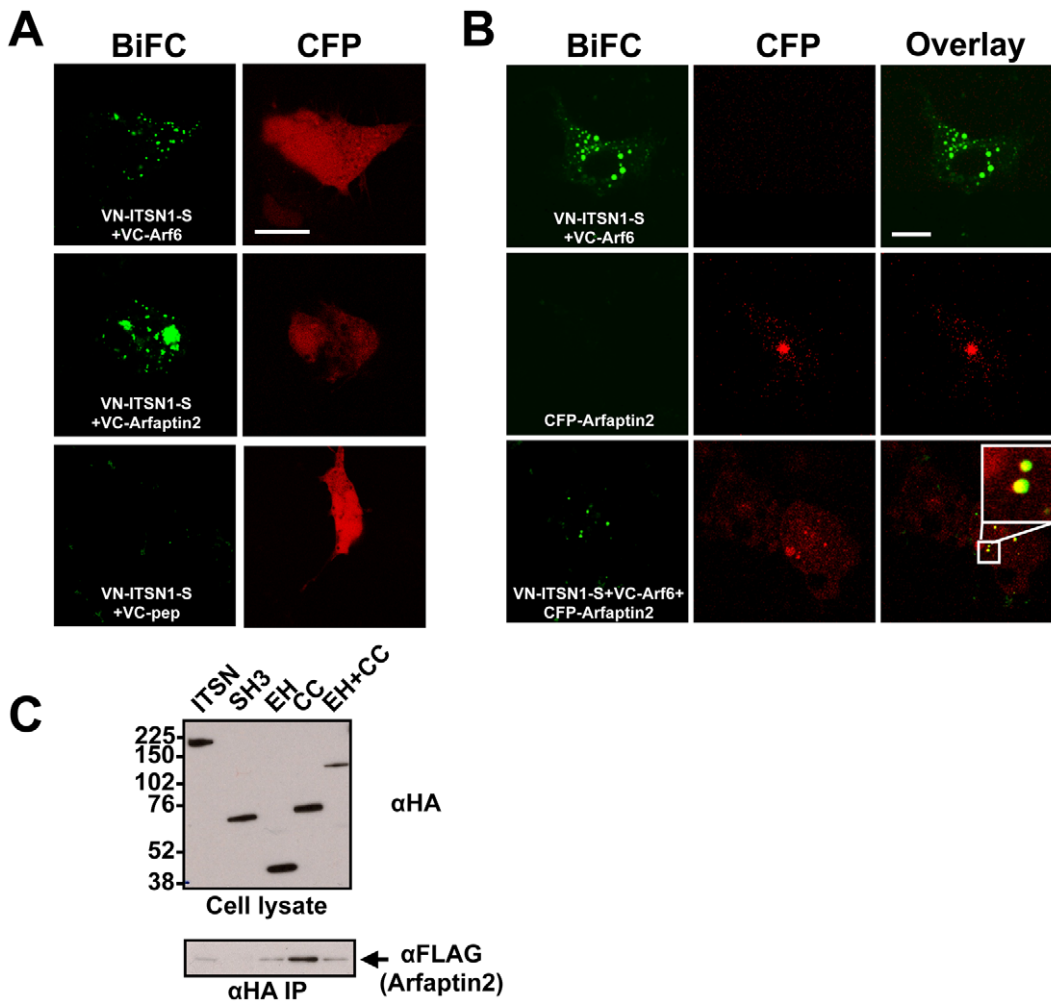 A
BiFC CFP
VN-ITSN1-S
+VC-Arf6
VN-ITSN1-S
+VC-Arfaptin2
VN-ITSN1-S
+VC-pep
B
BiFC CFP Overlay
VN-ITSN1-S
+VC-Arf6
CFP-Arfaptin2
VN-ITSN1-S+VC-Arf6+
CFP-Arfaptin2
C
ITSN SH3 EH CC EH+CC
225
150
102
76
52
38
αHA
Cell lysate
αFLAG
(Arfaptin2)
αHA IP